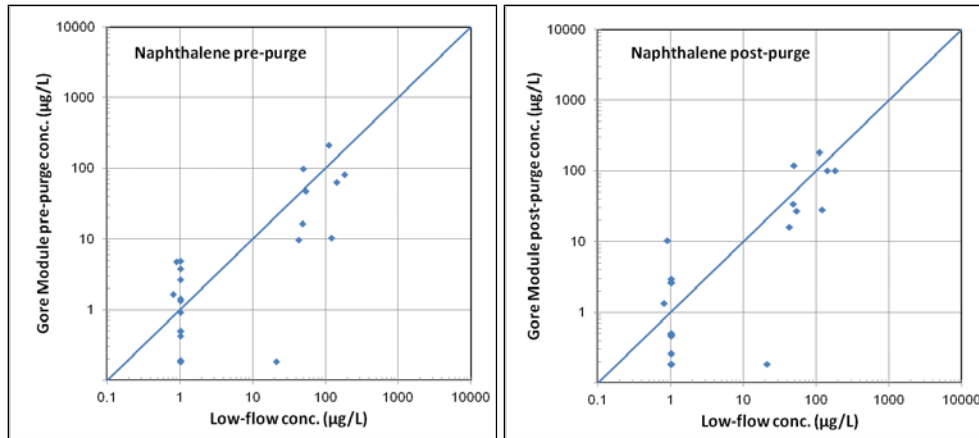 Naphthalene pre-purge
Gore Module pre-purge conc. (µg/L)
10000
1000
100
10
1
0.1 1 10 100 1000 10000
Low-flow conc. (µg/L)
Naphthalene post-purge
Gore Module post-purge conc. (µg/L)
10000
1000
100
10
1
0.1 1 10 100 1000 10000
Low-flow conc. (µg/L)